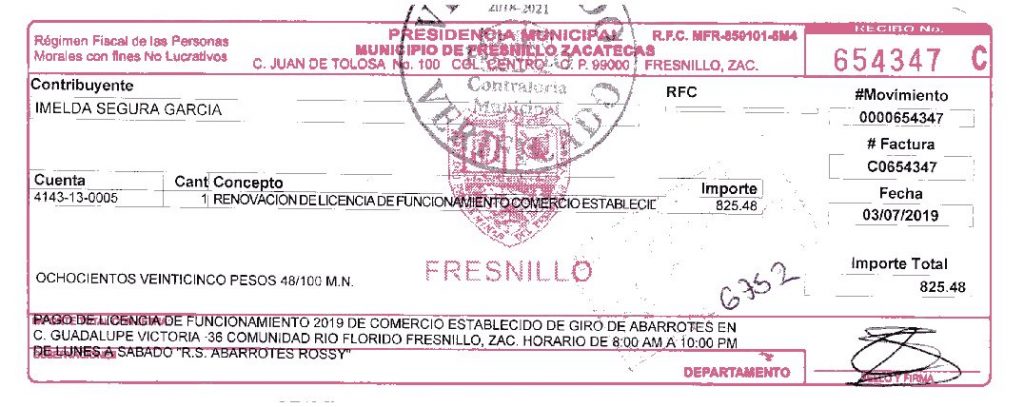 2018-2021
Régimen Fiscal de las Personas
Morales con fines No Lucrativos
PRESIDENCIA MUNICIPAL
MUNICIPIO DE FRESNILLO ZACATECAS
C. JUAN DE TOLOSA No. 100 COL. CENTRO C. P. 99000 FRESNILLO, ZAC.
R.F.C. MFR-850101-5M4
RECIBO No.
654347 C
Contraloría
Municipal
VERIFICADO
Contribuyente
IMELDA SEGURA GARCIA
RFC
#Movimiento
0000654347
# Factura
C0654347
Fecha
03/07/2019
Cuenta Cant Concepto Importe
4143-13-0005 1 RENOVACION DE LICENCIA DE FUNCIONAMIENTO COMERCIO ESTABLECIE 825.48
FRESNILLO
OCHOCIENTOS VEINTICINCO PESOS 48/100 M.N.
6752
Importe Total
825.48
PAGO DE LICENCIA DE FUNCIONAMIENTO 2019 DE COMERCIO ESTABLECIDO DE GIRO DE ABARROTES EN
C. GUADALUPE VICTORIA -36 COMUNIDAD RIO FLORIDO FRESNILLO, ZAC. HORARIO DE 8:00 AM A 10:00 PM
DE LUNES A SABADO "R.S. ABARROTES ROSSY"
DEPARTAMENTO
SELLO Y FIRMA